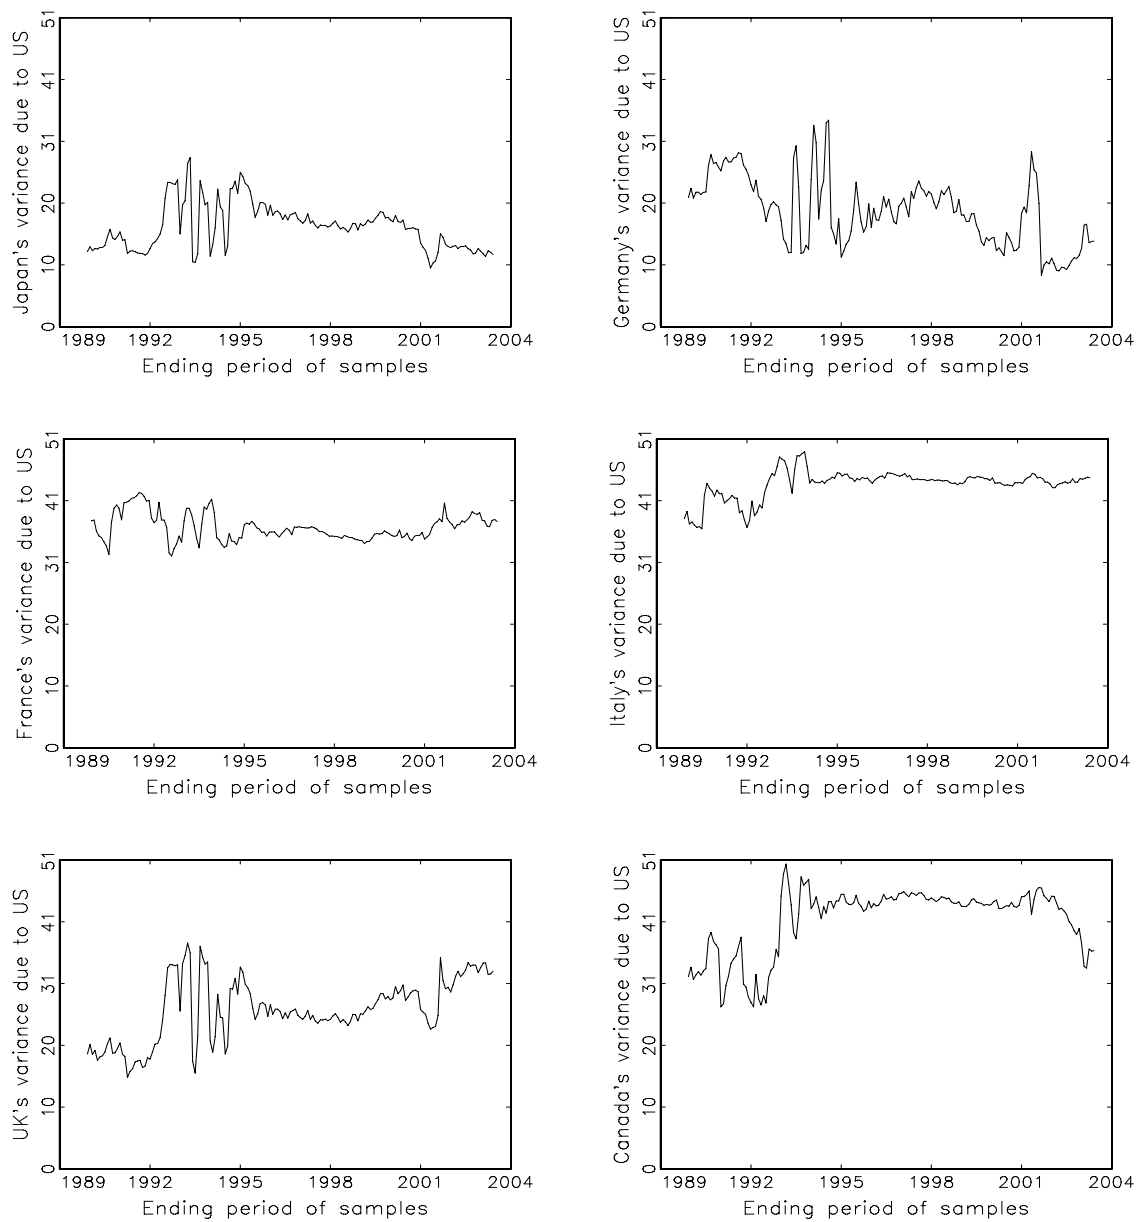 Japan's variance due to US
51
41
31
20
10
0
1989 1992 1995 1998 2001 2004
Ending period of samples
Germany's variance due to US
51
41
31
20
10
0
1989 1992 1995 1998 2001 2004
Ending period of samples
France's variance due to US
51
41
31
20
10
0
1989 1992 1995 1998 2001 2004
Ending period of samples
Italy's variance due to US
51
41
31
20
10
0
1989 1992 1995 1998 2001 2004
Ending period of samples
UK's variance due to US
51
41
31
20
10
0
1989 1992 1995 1998 2001 2004
Ending period of samples
Canada's variance due to US
51
41
31
20
10
0
1989 1992 1995 1998 2001 2004
Ending period of samples